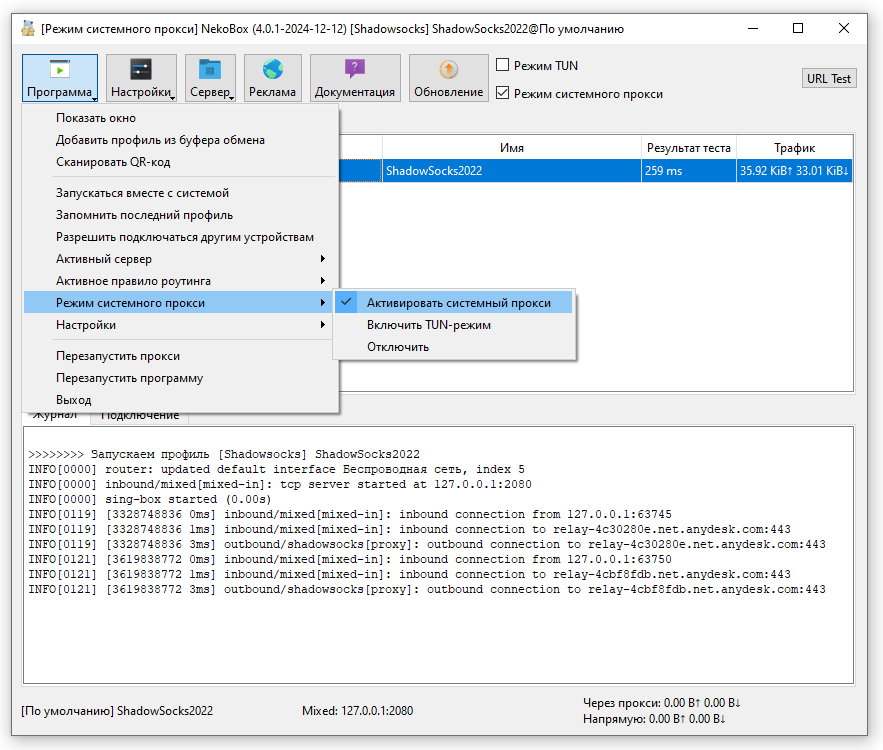 [Режим системного прокси] NekoBox (4.0.1-2024-12-12) [Shadowsocks] ShadowSocks2022@По умолчанию
Программа Настройки Сервер Реклама Документация Обновление
Режим TUN
Режим системного прокси
URL Test
Показать окно
Добавить профиль из буфера обмена
Сканировать QR-код
Запускаться вместе с системой
Запомнить последний профиль
Разрешить подключаться другим устройствам
Активный сервер
Активное правило роутинга
Режим системного прокси
Настройки
Перезапустить прокси
Перезапустить программу
Выход
Активировать системный прокси
Включить TUN-режим
Отключить
Имя Результат теста Трафик
ShadowSocks2022 259 ms 35.92 KiB↑ 33.01 KiB↓
Журнал Подключение
>>>>>>>> Запускаем профиль [Shadowsocks] ShadowSocks2022
INFO[0000] router: updated default interface Беспроводная сеть, index 5
INFO[0000] inbound/mixed[mixed-in]: tcp server started at 127.0.0.1:2080
INFO[0000] sing-box started (0.00s)
INFO[0119] [3328748836 0ms] inbound/mixed[mixed-in]: inbound connection from 127.0.0.1:63745
INFO[0119] [3328748836 1ms] inbound/mixed[mixed-in]: inbound connection to relay-4c30280e.net.anydesk.com:443
INFO[0119] [3328748836 3ms] outbound/shadowsocks[proxy]: outbound connection to relay-4c30280e.net.anydesk.com:443
INFO[0121] [3619838772 0ms] inbound/mixed[mixed-in]: inbound connection from 127.0.0.1:63750
INFO[0121] [3619838772 1ms] inbound/mixed[mixed-in]: inbound connection to relay-4cbf8fdb.net.anydesk.com:443
INFO[0121] [3619838772 3ms] outbound/shadowsocks[proxy]: outbound connection to relay-4cbf8fdb.net.anydesk.com:443
[По умолчанию] ShadowSocks2022
Mixed: 127.0.0.1:2080
Через прокси: 0.00 B↑ 0.00 B↓
Напрямую: 0.00 B↑ 0.00 B↓